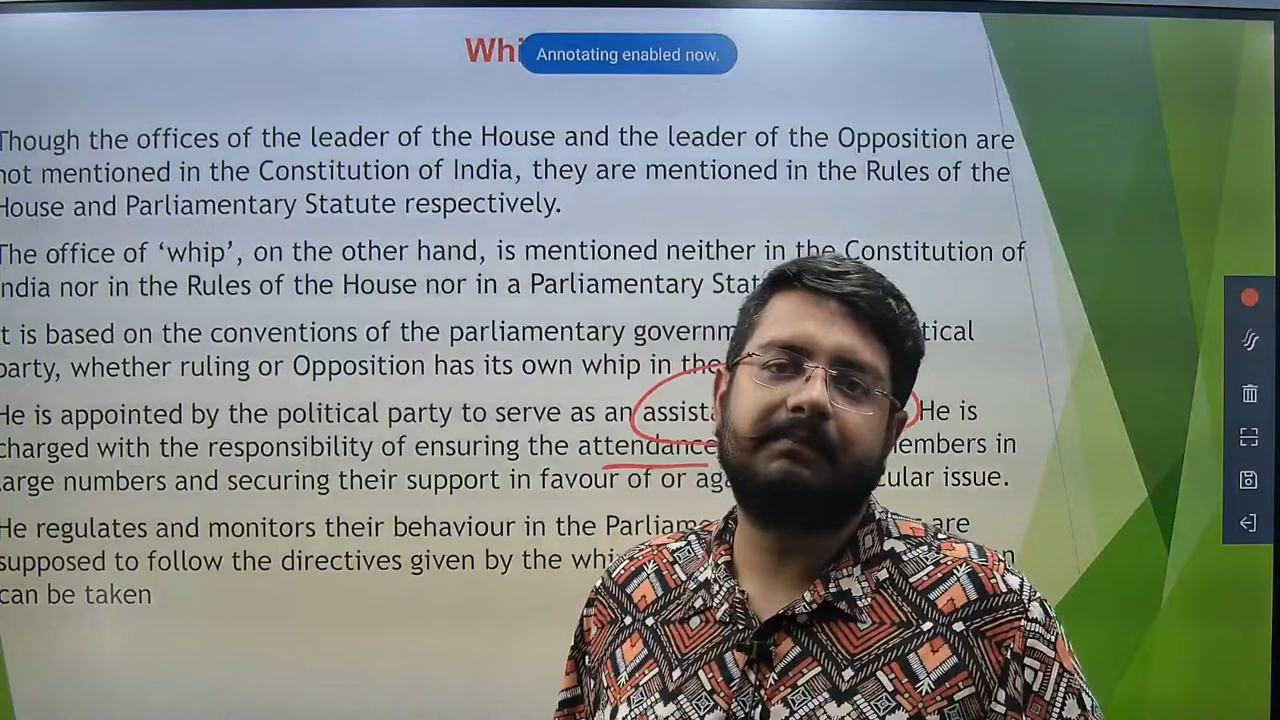 Whi
Annotating enabled now.
Though the offices of the leader of the House and the leader of the Opposition are
not mentioned in the Constitution of India, they are mentioned in the Rules of the
House and Parliamentary Statute respectively.
The office of ‘whip’, on the other hand, is mentioned neither in the Constitution of
India nor in the Rules of the House nor in a Parliamentary Stat
It is based on the conventions of the parliamentary governm tical
party, whether ruling or Opposition has its own whip in the
He is appointed by the political party to serve as an assista He is
charged with the responsibility of ensuring the attendance embers in
large numbers and securing their support in favour of or aga cular issue.
He regulates and monitors their behaviour in the Parliame are
supposed to follow the directives given by the whi n
can be taken